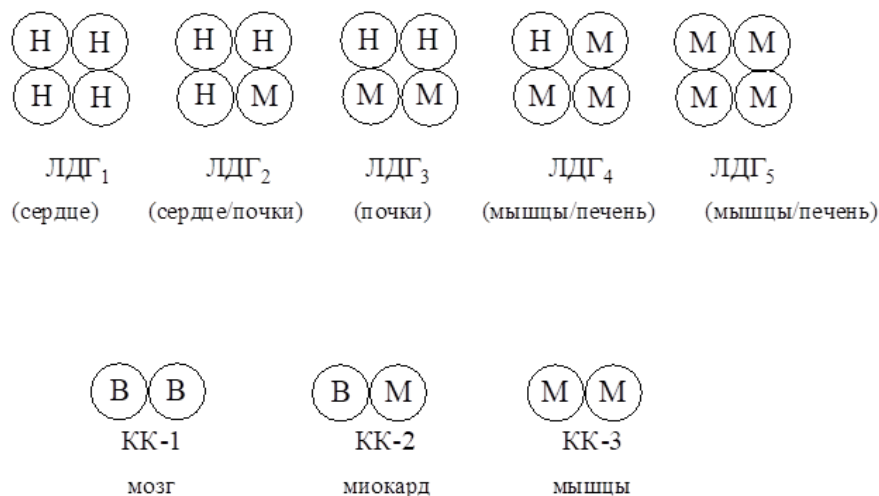 Н Н Н Н Н Н Н М М М
Н Н Н М М М М М М М
ЛДГ1 ЛДГ2 ЛДГ3 ЛДГ4 ЛДГ5
(сердце) (сердце/почки) (почки) (мышцы/печень) (мышцы/печень)
В В В М М М
КК-1 КК-2 КК-3
мозг миокард мышцы